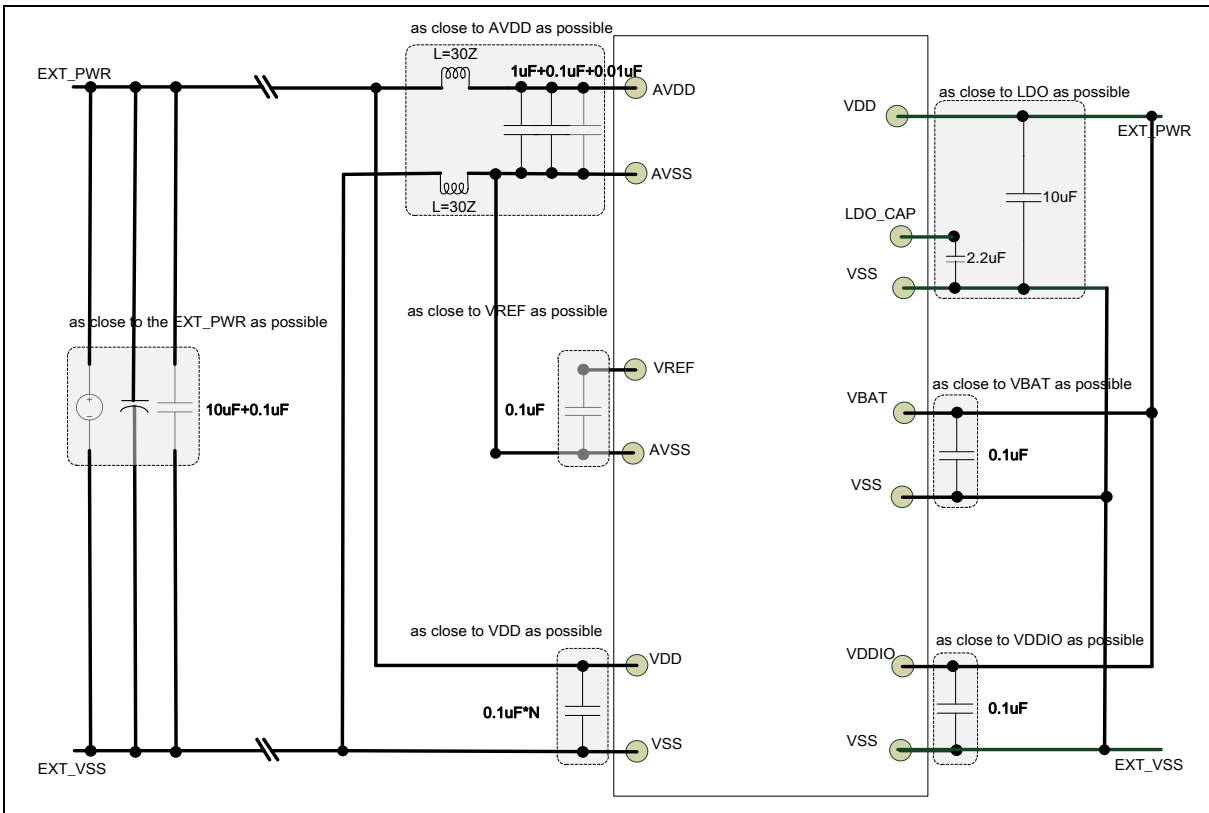 as close to AVDD as possible
L=30Z
EXT_PWR
1uF+0.1uF+0.01uF
AVDD
AVSS
L=30Z
as close to LDO as possible
VDD
EXT_PWR
10uF
LDO_CAP
2.2uF
VSS
as close to the EXT_PWR as possible
+
-
10uF+0.1uF
as close to VREF as possible
VREF
0.1uF
AVSS
as close to VBAT as possible
VBAT
0.1uF
VSS
as close to VDD as possible
VDD
0.1uF*N
VSS
EXT_VSS
as close to VDDIO as possible
VDDIO
0.1uF
VSS
EXT_VSS